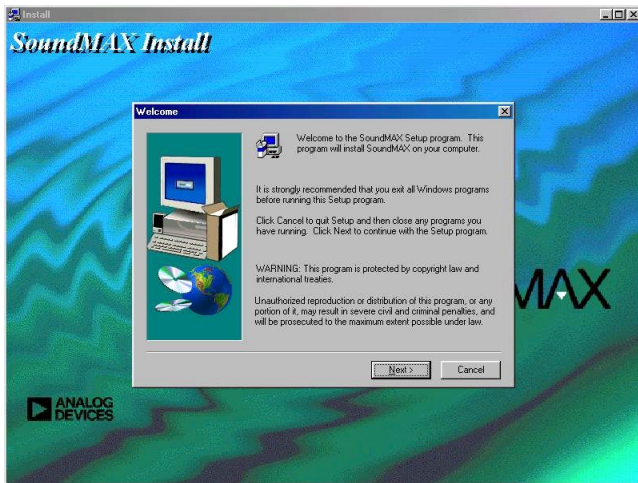 Install
SoundMAX Install
Welcome
Welcome to the SoundMAX Setup program. This
program will install SoundMAX on your computer.
It is strongly recommended that you exit all Windows programs
before running this Setup program.
Click Cancel to quit Setup and then close any programs you
have running. Click Next to continue with the Setup program.
WARNING: This program is protected by copyright law and
international treaties.
Unauthorized reproduction or distribution of this program, or any
portion of it, may result in severe civil and criminal penalties, and
will be prosecuted to the maximum extent possible under law.
MAX
Next >
Cancel
ANALOG
DEVICES